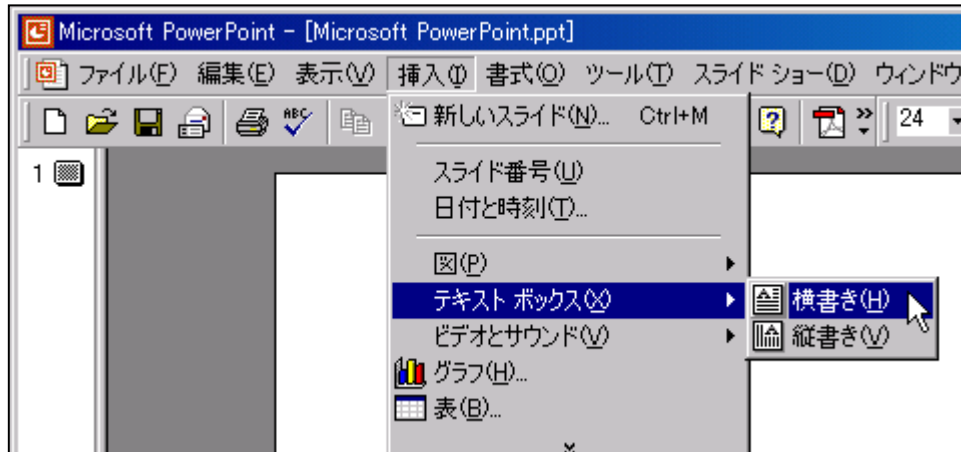 Microsoft PowerPoint - [Microsoft PowerPoint.ppt]
ファイル(F) 編集(E) 表示(V) 挿入(I) 書式(O) ツール(T) スライド ショー(D) ウィンドウ
ABC 24
新しいスライド(N)... Ctrl+M
1
スライド番号(U)
日付と時刻(T)...
図(P)
テキスト ボックス(X) 横書き(H)
ビデオとサウンド(V) 縦書き(V)
グラフ(H)...
表(B)...